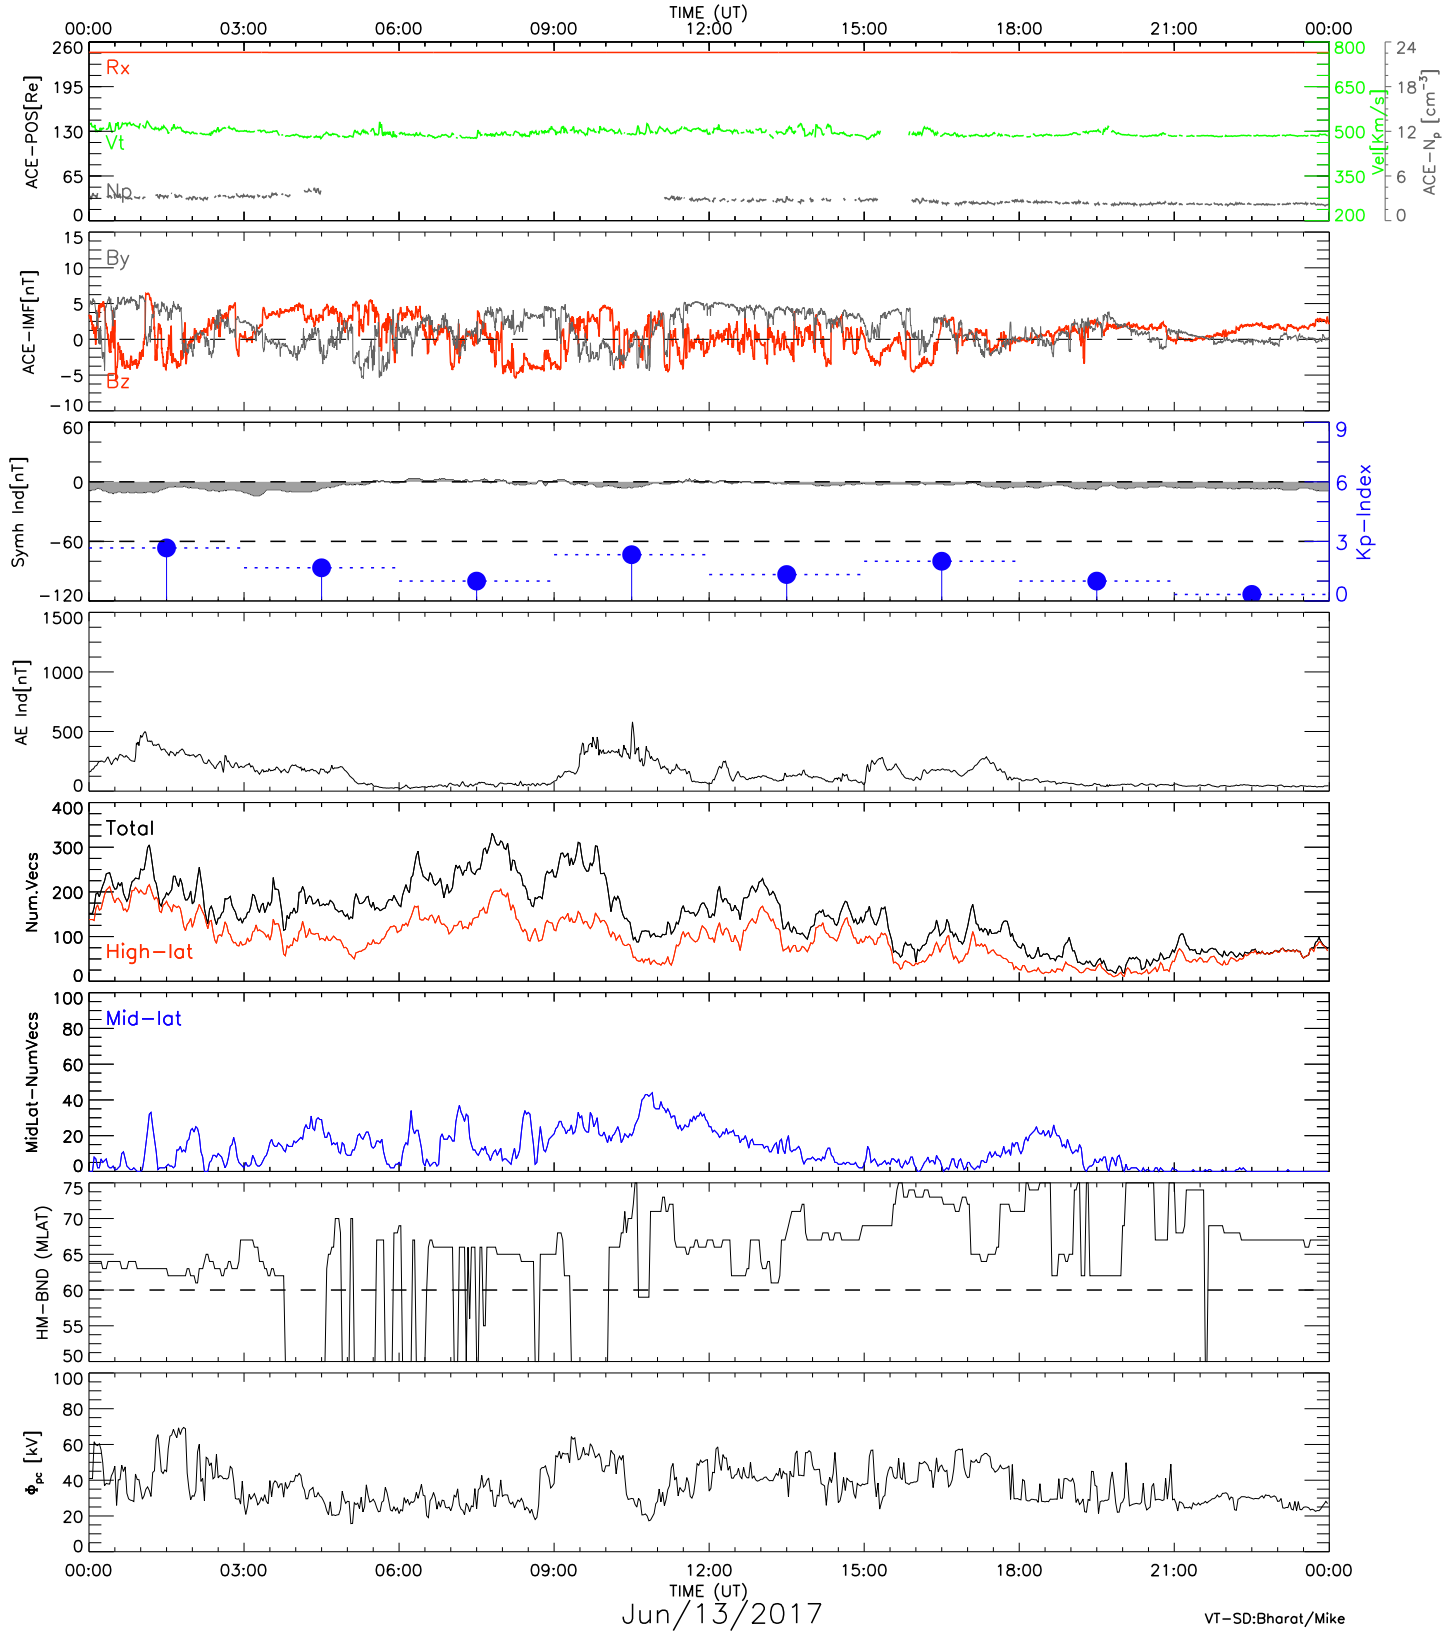 TIME (UT)
00:00 03:00 06:00 09:00 12:00 15:00 18:00 21:00 00:00
ACE-POS[Re]
260
195
130
65
0
Rx
Vt
Np
800
650
500
350
200
Vel[Km/s]
24
18
12
6
0
ACE-Np [cm-3]
ACE-IMF[nT]
15
10
5
0
-5
-10
By
Bz
Symh Ind[nT]
60
0
-60
-120
9
6
3
0
Kp-Index
AE Ind[nT]
1500
1000
500
0
Num.Vecs
400
300
200
100
0
Total
High-lat
MidLat-NumVecs
100
80
60
40
20
0
Mid-lat
HM-BND (MLAT)
75
70
65
60
55
50
Φpc [kV]
100
80
60
40
20
0
00:00 03:00 06:00 09:00 12:00 15:00 18:00 21:00 00:00
TIME (UT)
Jun/13/2017
VT-SD:Bharat/Mike